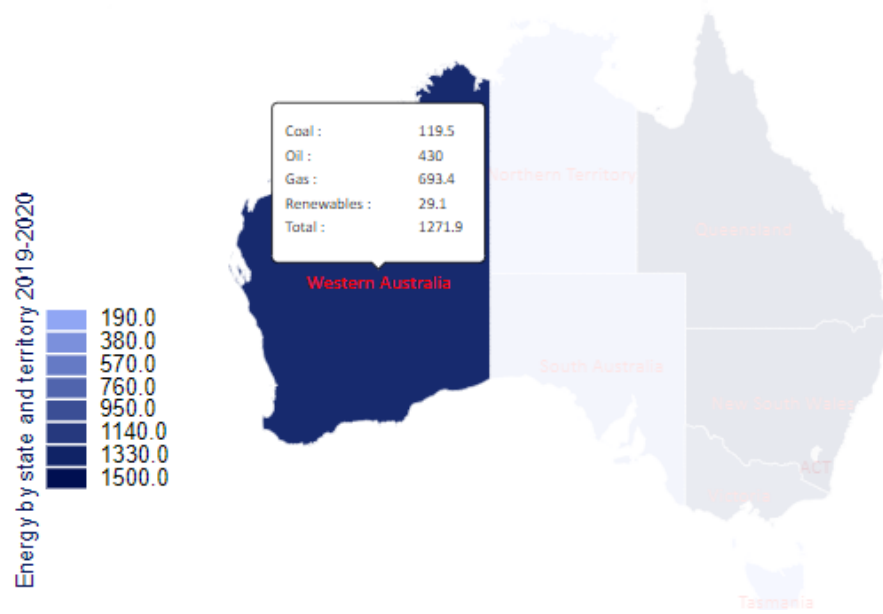 Coal : 119.5
Oil : 430
Gas : 693.4
Renewables : 29.1
Total : 1271.9
Western Australia
Northern Territory
Queensland
South Australia
New South Wales
ACT
Victoria
Tasmania
Energy by state and territory 2019-2020
190.0
380.0
570.0
760.0
950.0
1140.0
1330.0
1500.0